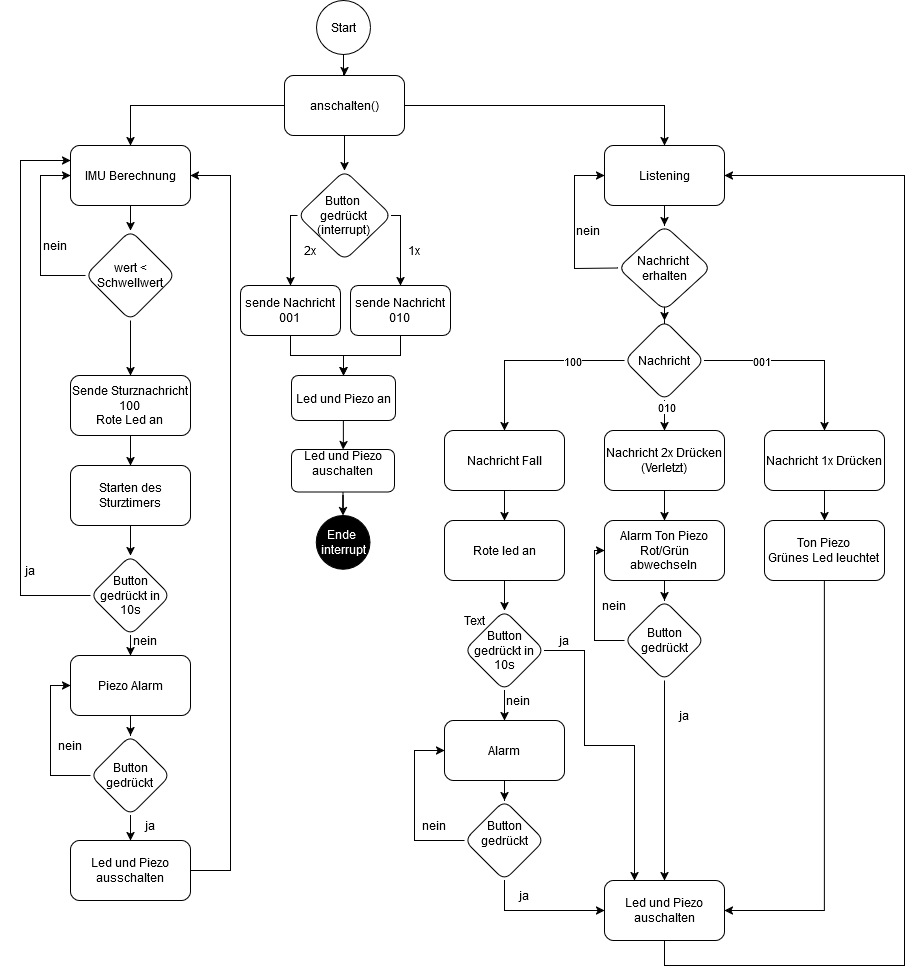 Start
anschalten()
IMU Berechnung
nein
wert <
Schwellwert
Sende Sturznachricht
100
Rote Led an
Starten des
Sturztimers
ja
Button
gedrückt in
10s
nein
Piezo Alarm
nein
Button
gedrückt
ja
Led und Piezo
ausschalten
Button
gedrückt
(interrupt)
2x
1x
sende Nachricht
001
sende Nachricht
010
Led und Piezo an
Led und Piezo
auschalten
Ende
interrupt
Listening
nein
Nachricht
erhalten
Nachricht
100
001
010
Nachricht Fall
Nachricht 2x Drücken
(Verletzt)
Nachricht 1x Drücken
Rote led an
Alarm Ton Piezo
Rot/Grün
abwechseln
Ton Piezo
Grünes Led leuchtet
Text
Button
gedrückt in
10s
ja
nein
nein
Button
gedrückt
ja
Alarm
nein
Button
gedrückt
ja
Led und Piezo
auschalten